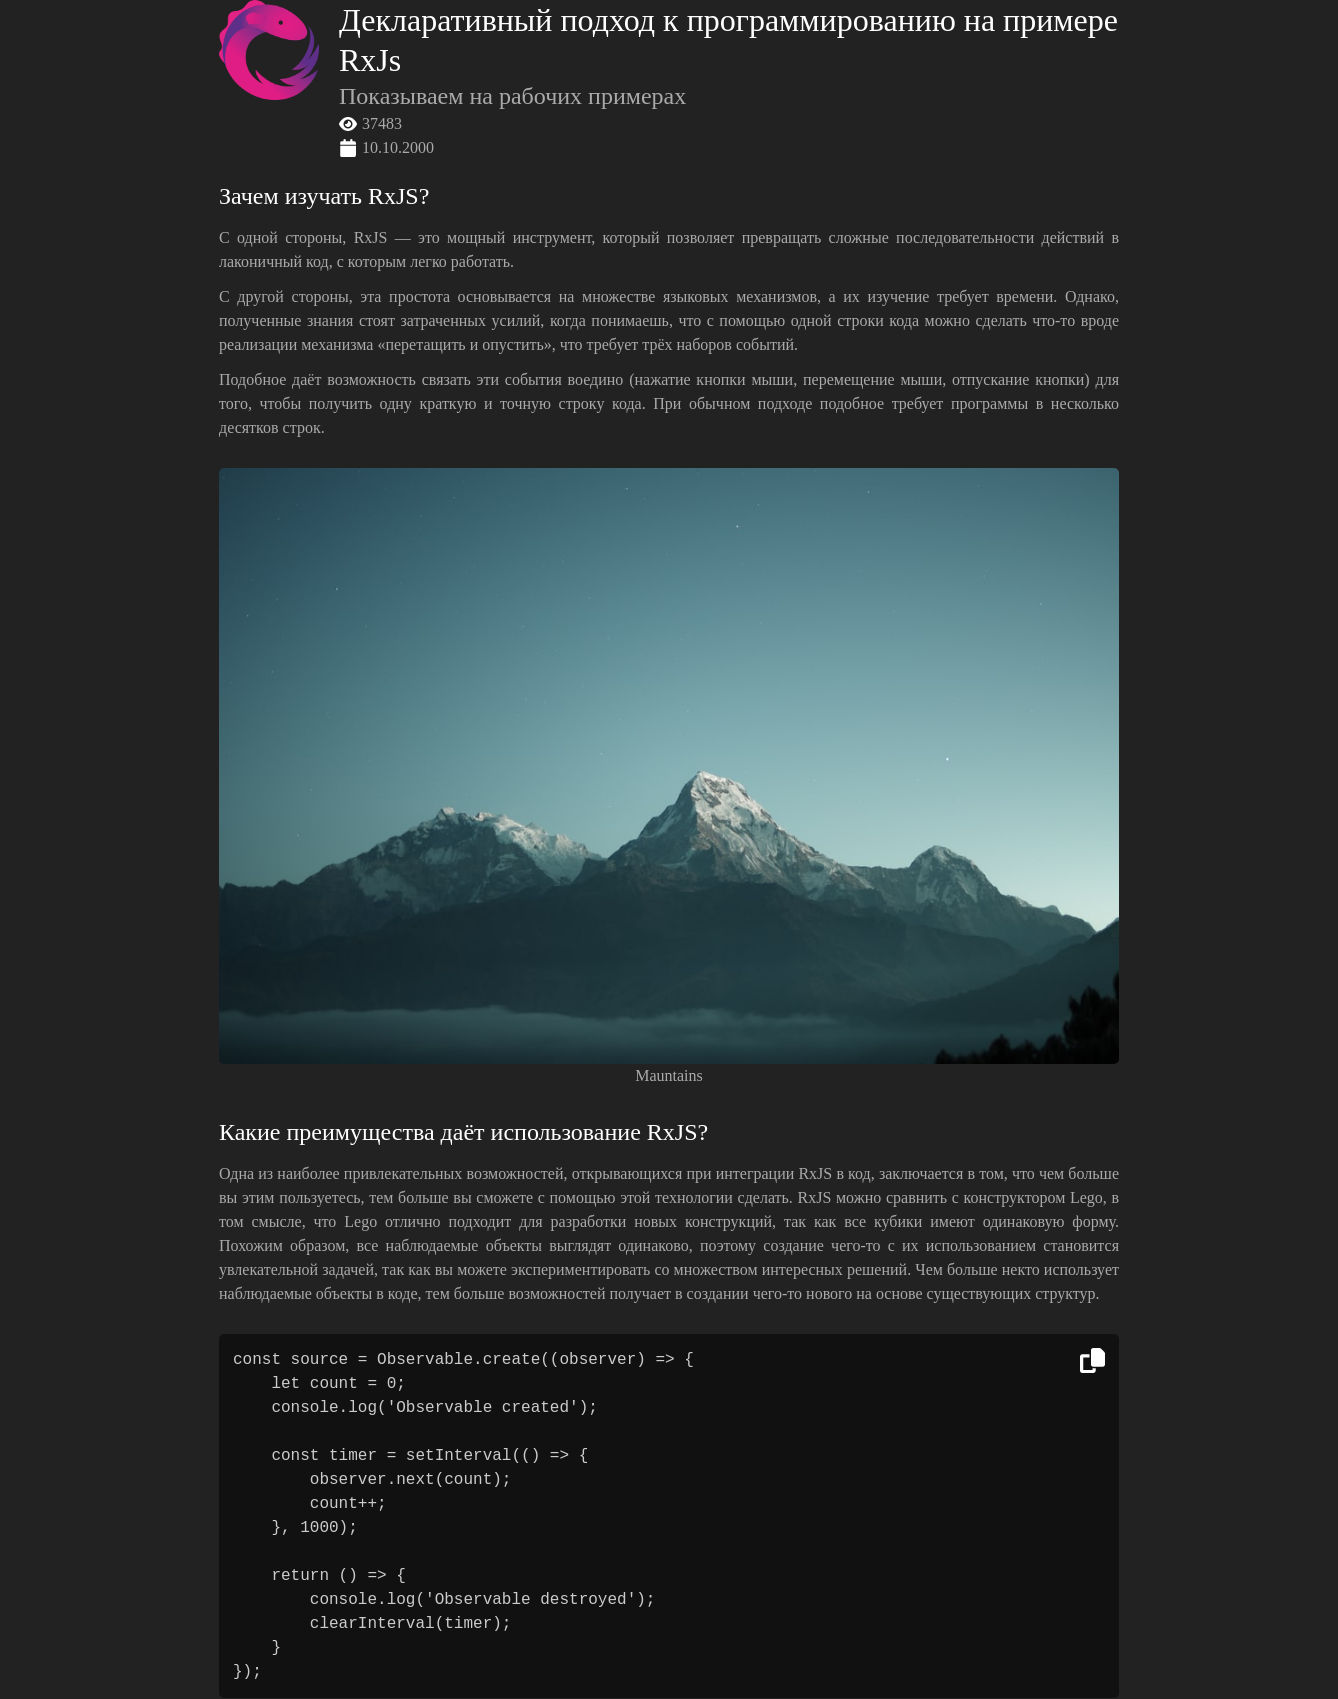 Декларативный подход к программированию на примере
RxJs
Показываем на рабочих примерах
37483
10.10.2000
Зачем изучать RxJS?
С одной стороны, RxJS — это мощный инструмент, который позволяет превращать сложные последовательности действий в
лаконичный код, с которым легко работать.
С другой стороны, эта простота основывается на множестве языковых механизмов, а их изучение требует времени. Однако,
полученные знания стоят затраченных усилий, когда понимаешь, что с помощью одной строки кода можно сделать что-то вроде
реализации механизма «перетащить и опустить», что требует трёх наборов событий.
Подобное даёт возможность связать эти события воедино (нажатие кнопки мыши, перемещение мыши, отпускание кнопки) для
того, чтобы получить одну краткую и точную строку кода. При обычном подходе подобное требует программы в несколько
десятков строк.
Mauntains
Какие преимущества даёт использование RxJS?
Одна из наиболее привлекательных возможностей, открывающихся при интеграции RxJS в код, заключается в том, что чем больше
вы этим пользуетесь, тем больше вы сможете с помощью этой технологии сделать. RxJS можно сравнить с конструктором Lego, в
том смысле, что Lego отлично подходит для разработки новых конструкций, так как все кубики имеют одинаковую форму.
Похожим образом, все наблюдаемые объекты выглядят одинаково, поэтому создание чего-то с их использованием становится
увлекательной задачей, так как вы можете экспериментировать со множеством интересных решений. Чем больше некто использует
наблюдаемые объекты в коде, тем больше возможностей получает в создании чего-то нового на основе существующих структур.
const source = Observable.create((observer) => {
    let count = 0;
    console.log('Observable created');
    const timer = setInterval(() => {
        observer.next(count);
        count++;
    }, 1000);
    return () => {
        console.log('Observable destroyed');
        clearInterval(timer);
    }
});